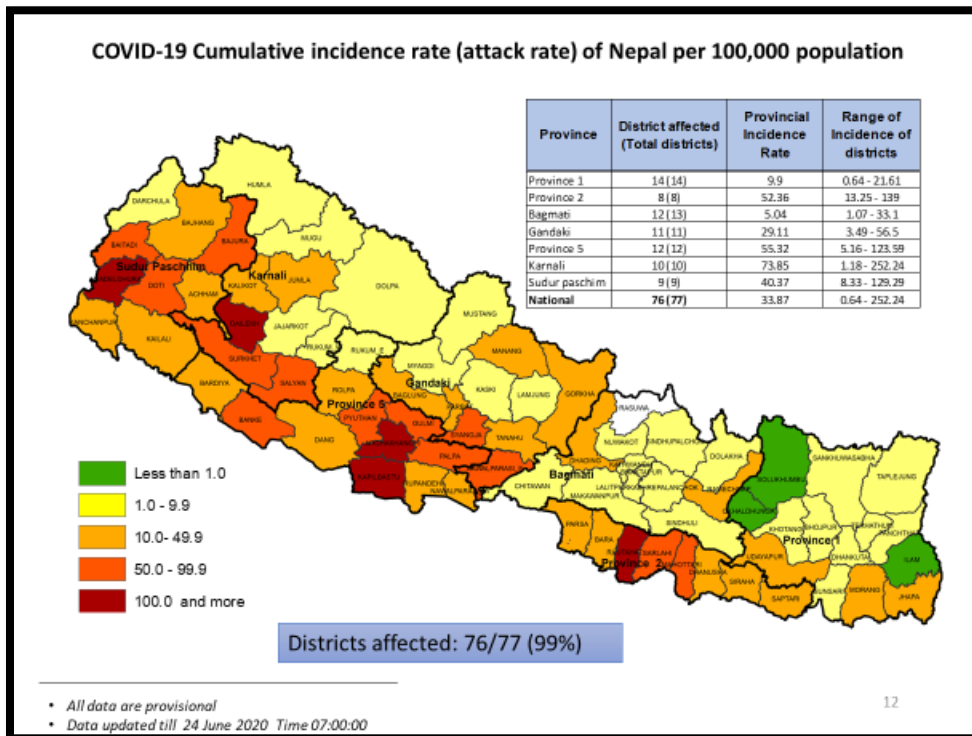 COVID-19 Cumulative incidence rate (attack rate) of Nepal per 100,000 population
Province District affected (Total districts) Provincial Incidence Rate Range of Incidence of districts
Province 1 14 (14) 9.9 0.64 - 21.61
Province 2 8 (8) 52.36 13.25 - 139
Bagmati 12 (13) 5.04 1.07 - 33.1
Gandaki 11 (11) 29.11 3.49 - 56.5
Province 5 12 (12) 55.32 5.16 - 123.59
Karnali 10 (10) 73.85 1.18 - 252.24
Sudur paschim 9 (9) 40.37 8.33 - 129.29
National 76 (77) 33.87 0.64 - 252.24
HUMLA
DARCHULA
BAJHANG
MUGU
BAITADI
BAJURA
Sudur Paschim
Karnali
DOTI
JUMLA
ACHHAM
KALIKOT
DOLPA
KAILALI
JAJARKOT
MUSTANG
SURKHET
RUKUM_E
MANANG
MYAGDI
SALYAN
Gandaki
BARDIYA
ROLPA
BAGLUNG
KASKI
LAMJUNG
GORKHA
Province 5
BANKE
PYUTHAN
GULMI
RASUWA
DANG
TANAHU
NUWAKOT
SINDHUPALCHOK
PALPA
DOLAKHA
SANKHUWASABHA
DHADING
TAPLEJUNG
SOLUKHUMBU
Bagmati
CHITAWAN
MAKAWANPUR
SINDHULI
KHOTANG
BHOJPUR
Province 1
PARSA
BARA
SARLAHI
UDAYAPUR
DHANKUTA
ILAM
Province 2
SIRAHA
SAPTARI
MORANG
JHAPA
Less than 1.0
1.0 - 9.9
10.0- 49.9
50.0 - 99.9
100.0 and more
Districts affected: 76/77 (99%)
• All data are provisional
• Data updated till 24 June 2020 Time 07:00:00
12